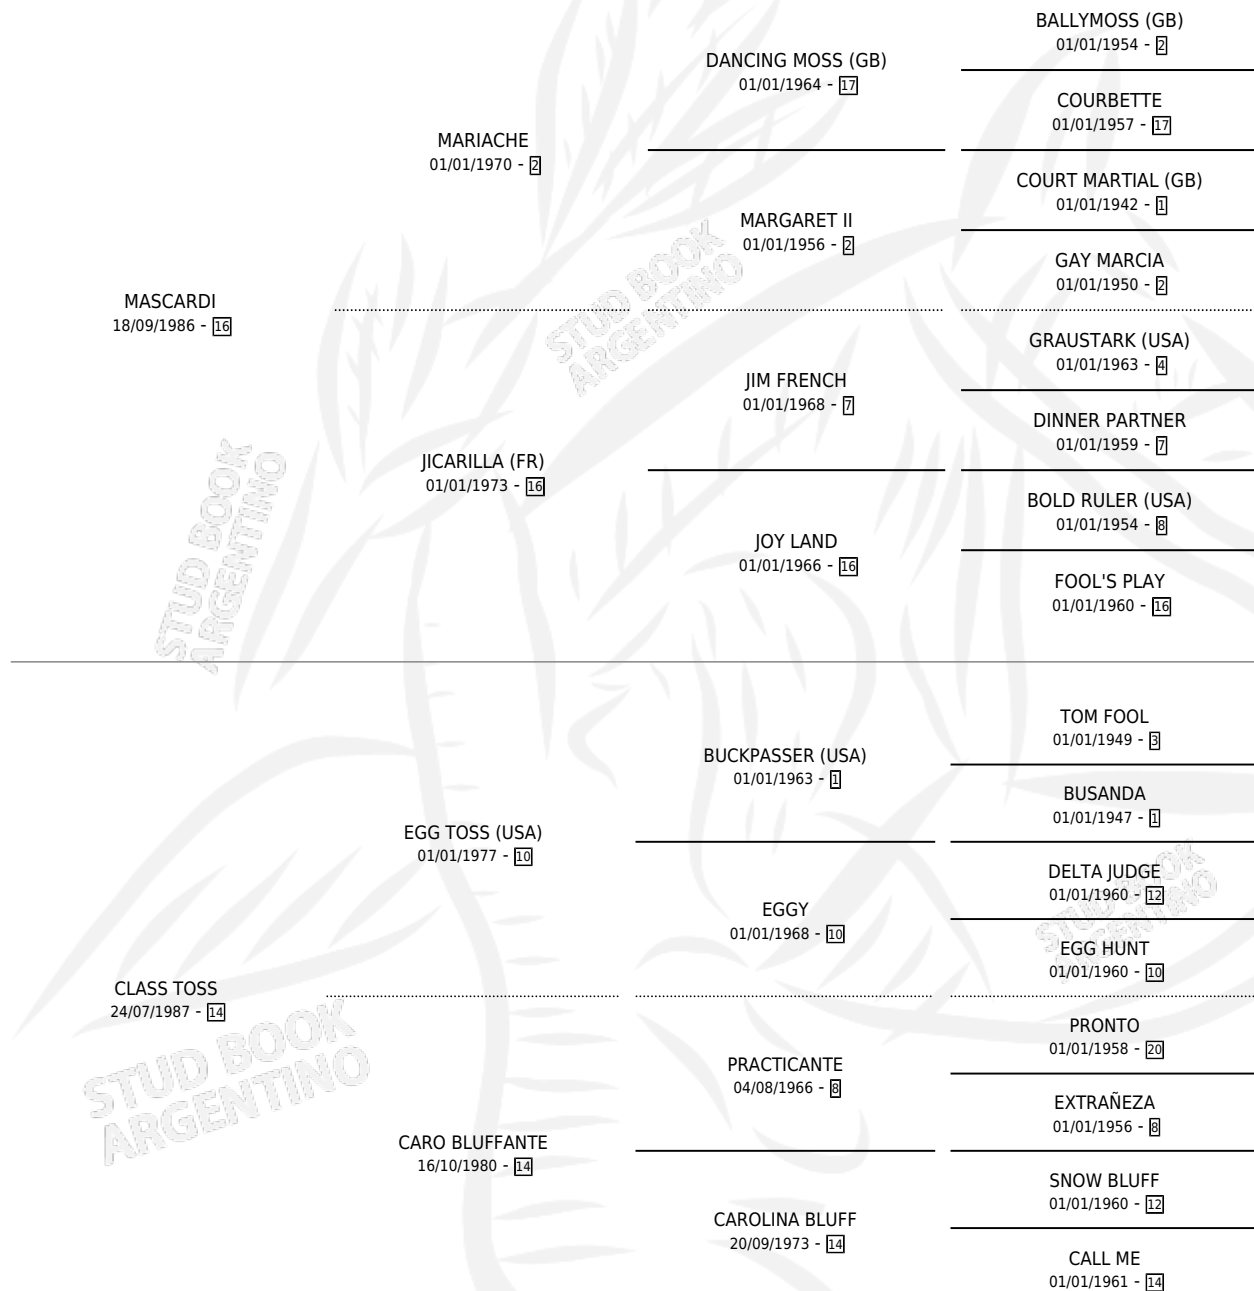 BALLYMOSS (GB)
01/01/1954 - 2
DANCING MOSS (GB)
01/01/1964 - 17
COURBETTE
01/01/1957 - 17
MARIACHE
01/01/1970 - 2
COURT MARTIAL (GB)
01/01/1942 - 1
MARGARET II
01/01/1956 - 2
GAY MARCIA
01/01/1950 - 2
MASCARDI
18/09/1986 - 16
STUD BOOK
ARGENTINO
GRAUSTARK (USA)
01/01/1963 - 4
JIM FRENCH
01/01/1968 - 7
DINNER PARTNER
01/01/1959 - 7
JICARILLA (FR)
01/01/1973 - 16
BOLD RULER (USA)
01/01/1954 - 8
JOY LAND
01/01/1966 - 16
FOOL'S PLAY
01/01/1960 - 16
STUD BOOK
ARGENTINO
TOM FOOL
01/01/1949 - 3
BUCKPASSER (USA)
01/01/1963 - 1
BUSANDA
01/01/1947 - 1
EGG TOSS (USA)
01/01/1977 - 10
DELTA JUDGE
01/01/1960 - 12
EGGY
01/01/1968 - 10
STUD BOOK
ARGENTINO
EGG HUNT
01/01/1960 - 10
CLASS TOSS
24/07/1987 - 14
STUD BOOK
ARGENTINO
PRONTO
01/01/1958 - 20
PRACTICANTE
04/08/1966 - 8
EXTRAÑEZA
01/01/1956 - 8
CARO BLUFFANTE
16/10/1980 - 14
SNOW BLUFF
01/01/1960 - 12
CAROLINA BLUFF
20/09/1973 - 14
CALL ME
01/01/1961 - 14